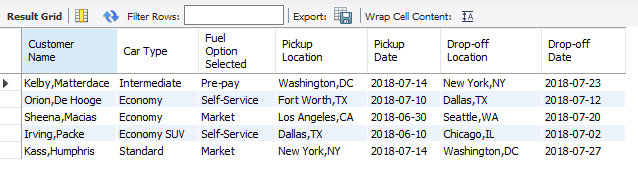 Result Grid Filter Rows: Export: Wrap Cell Content:
Customer Name Car Type Fuel Option Selected Pickup Location Pickup Date Drop-off Location Drop-off Date
Kelby,Matterdace Intermediate Pre-pay Washington,DC 2018-07-14 New York,NY 2018-07-23
Orion,De Hooge Economy Self-Service Fort Worth,TX 2018-07-10 Dallas,TX 2018-07-12
Sheena,Macias Economy Market Los Angeles,CA 2018-06-30 Seattle,WA 2018-07-20
Irving,Packe Economy SUV Self-Service Dallas,TX 2018-06-10 Chicago,IL 2018-07-02
Kass,Humphris Standard Market New York,NY 2018-07-14 Washington,DC 2018-07-27